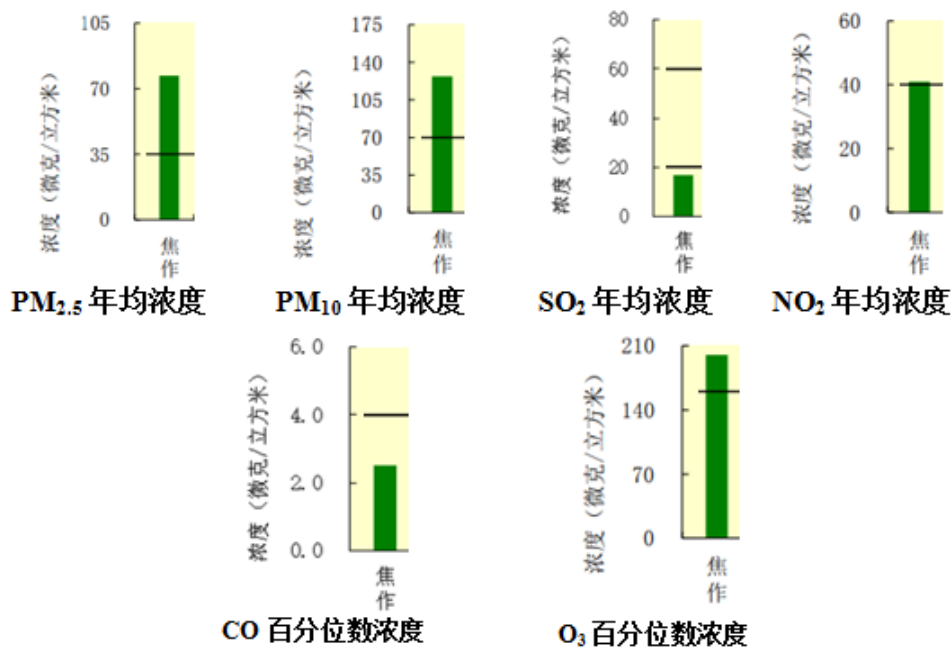 浓度（微克/立方米）
105
70
35
0
焦作
PM2.5 年均浓度
浓度（微克/立方米）
175
140
105
70
35
0
焦作
PM10 年均浓度
浓度（微克/立方米）
80
60
40
20
0
焦作
SO2 年均浓度
浓度（微克/立方米）
60
40
20
0
焦作
NO2 年均浓度
浓度（微克/立方米）
6.0
4.0
2.0
0.0
焦作
CO 百分位数浓度
浓度（微克/立方米）
210
140
70
0
焦作
O3 百分位数浓度